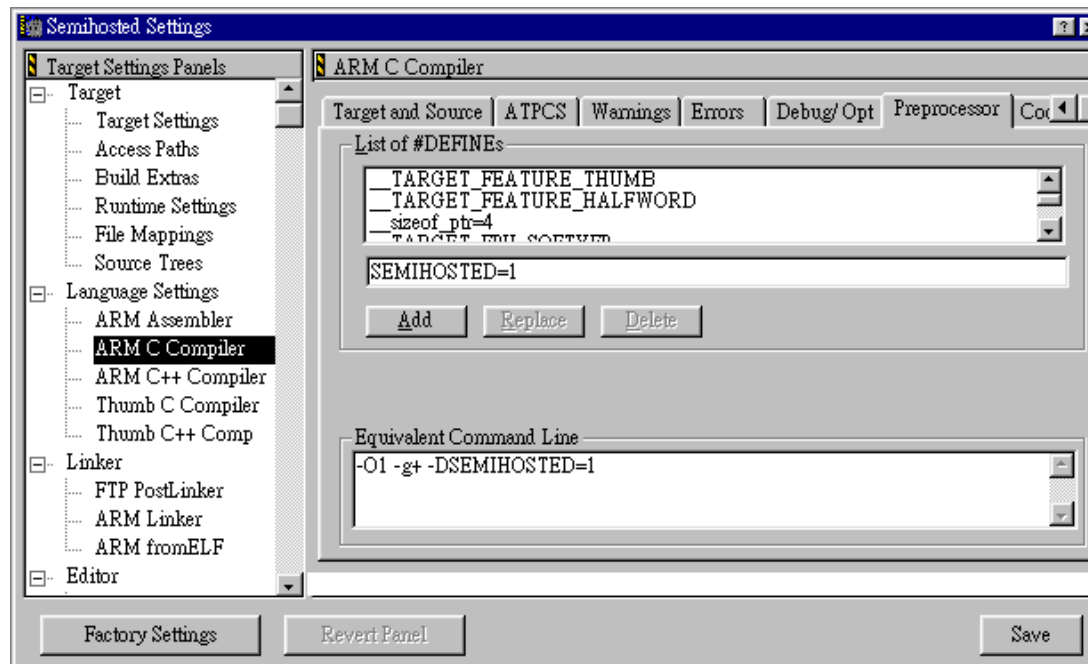 Semihosted Settings
Target Settings Panels
Target
Target Settings
Access Paths
Build Extras
Runtime Settings
File Mappings
Source Trees
Language Settings
ARM Assembler
ARM C Compiler
ARM C++ Compiler
Thumb C Compiler
Thumb C++ Comp
Linker
FTP PostLinker
ARM Linker
ARM fromELF
Editor
ARM C Compiler
Target and Source ATPCS Warnings Errors Debug/Opt Preprocessor
List of #DEFINEs
__TARGET_FEATURE_THUMB
__TARGET_FEATURE_HALFWORD
__sizeof_ptr=4
SEMIHOSTED=1
Add Replace Delete
Equivalent Command Line
-O1 -g+ -DSEMIHOSTED=1
Factory Settings Revert Panel Save